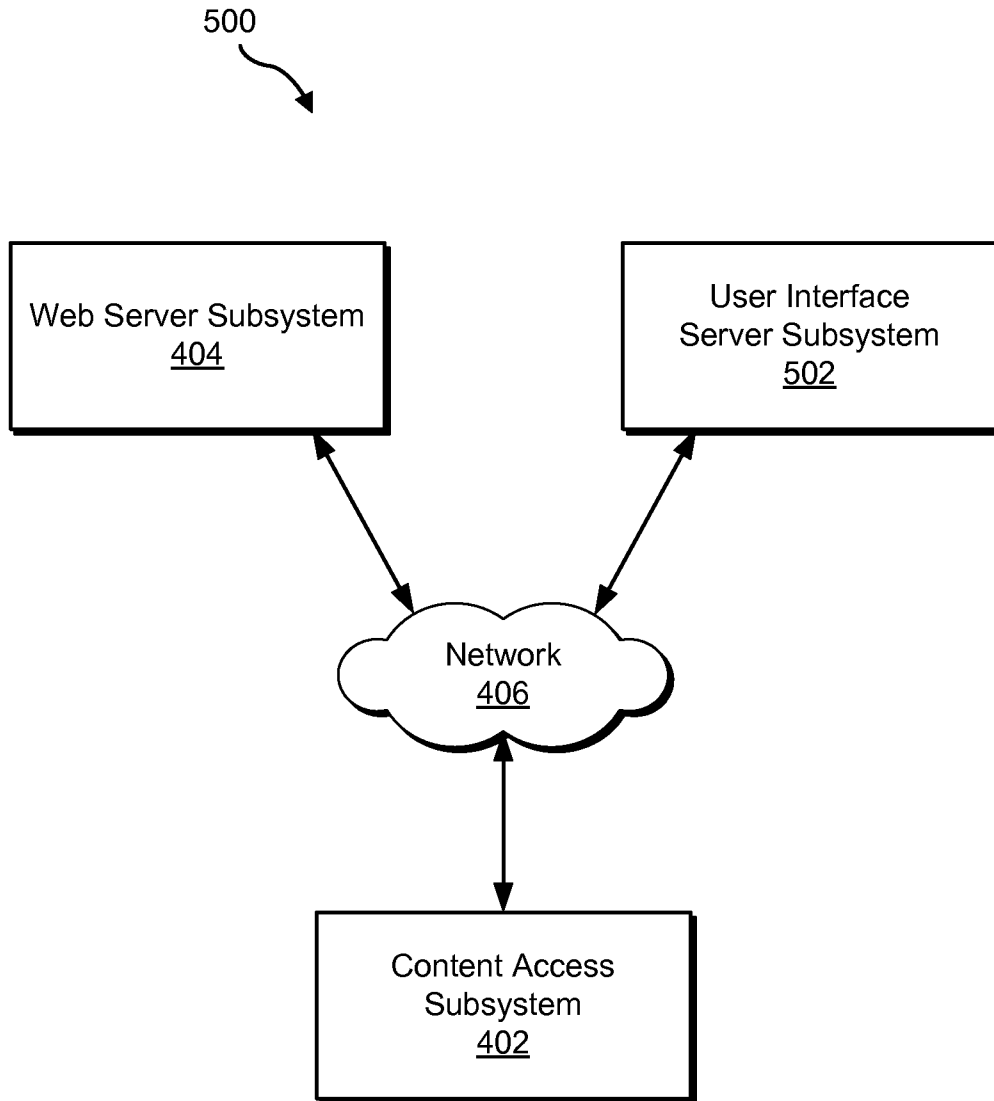 500
Web Server Subsystem
404
User Interface
Server Subsystem
502
Network
406
Content Access
Subsystem
402